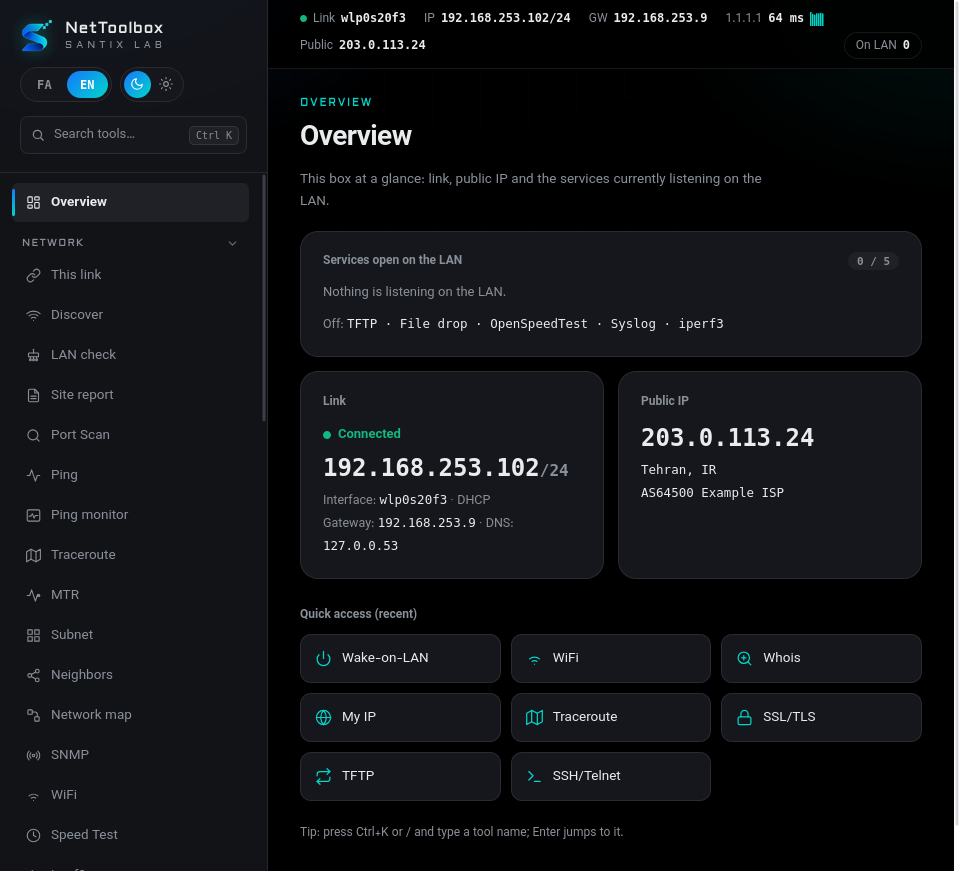 NetToolbox
SANTIX LAB
FA EN
Search tools… Ctrl K
Overview
NETWORK
This link
Discover
LAN check
Site report
Port Scan
Ping
Ping monitor
Traceroute
MTR
Subnet
Neighbors
Network map
SNMP
WiFi
Speed Test
Link wlp0s20f3 IP 192.168.253.102/24 GW 192.168.253.9 1.1.1.1 64 ms
Public 203.0.113.24 On LAN 0
OVERVIEW
Overview
This box at a glance: link, public IP and the services currently listening on the
LAN.
Services open on the LAN 0 / 5
Nothing is listening on the LAN.
Off: TFTP · File drop · OpenSpeedTest · Syslog · iperf3
Link
Connected
192.168.253.102/24
Interface: wlp0s20f3 · DHCP
Gateway: 192.168.253.9 · DNS:
127.0.0.53
Public IP
203.0.113.24
Tehran, IR
AS64500 Example ISP
Quick access (recent)
Wake-on-LAN WiFi Whois
My IP Traceroute SSL/TLS
TFTP SSH/Telnet
Tip: press Ctrl+K or / and type a tool name; Enter jumps to it.